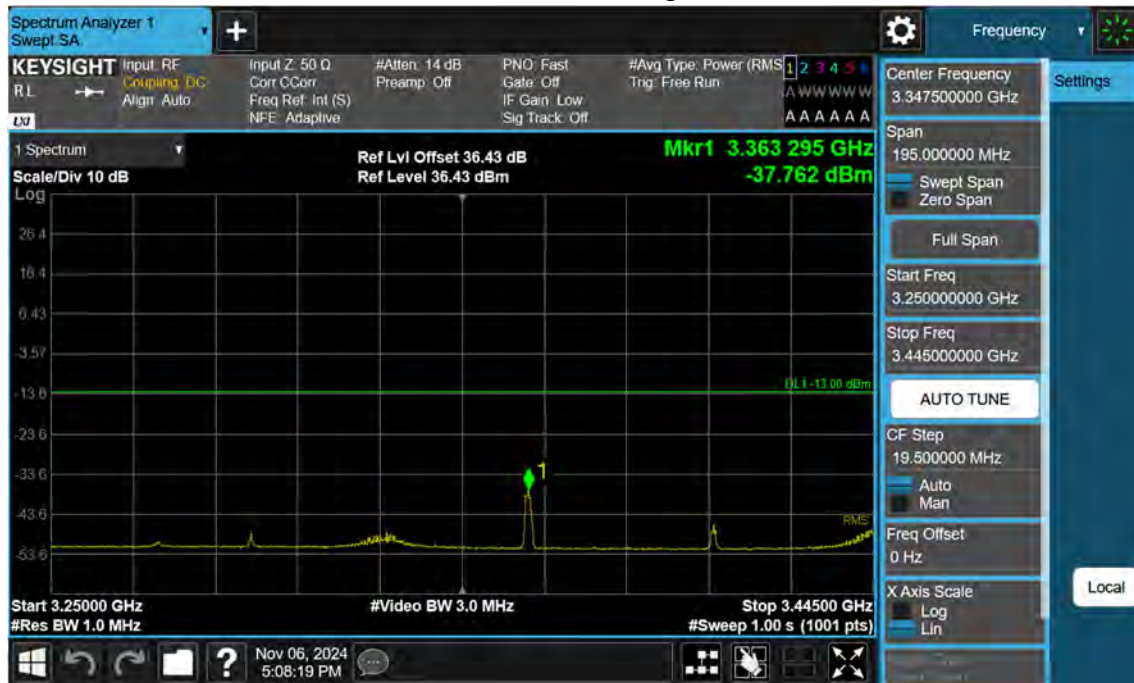 Spectrum Analyzer 1
Swept SA
Frequency
KEYSIGHT
RL
LXI
Input: RF
Coupling: DC
Align: Auto
Input Z: 50 Ω
Corr CCorr
Freq Ref: Int (S)
NFE: Adaptive
#Atten: 14 dB
Preamp: Off
PNO: Fast
Gate: Off
IF Gain: Low
Sig Track: Off
#Avg Type: Power (RMS
Trig: Free Run
1 2 3 4 5 6
A W W W W W
A A A A A A
1 Spectrum
Scale/Div 10 dB
Log
Ref Lvl Offset 36.43 dB
Ref Level 36.43 dBm
Mkr1 3.363 295 GHz
-37.762 dBm
26.4
16.4
6.43
-3.57
-13.6
-23.6
-33.6
-43.6
-53.6
DL1 -13.00 dBm
1
RMS
Start 3.25000 GHz
#Res BW 1.0 MHz
#Video BW 3.0 MHz
Stop 3.44500 GHz
#Sweep 1.00 s (1001 pts)
Center Frequency
3.347500000 GHz
Span
195.000000 MHz
Swept Span
Zero Span
Full Span
Start Freq
3.250000000 GHz
Stop Freq
3.445000000 GHz
AUTO TUNE
CF Step
19.500000 MHz
Auto
Man
Freq Offset
0 Hz
X Axis Scale
Log
Lin
Settings
Local
?
Nov 06, 2024
5:08:19 PM